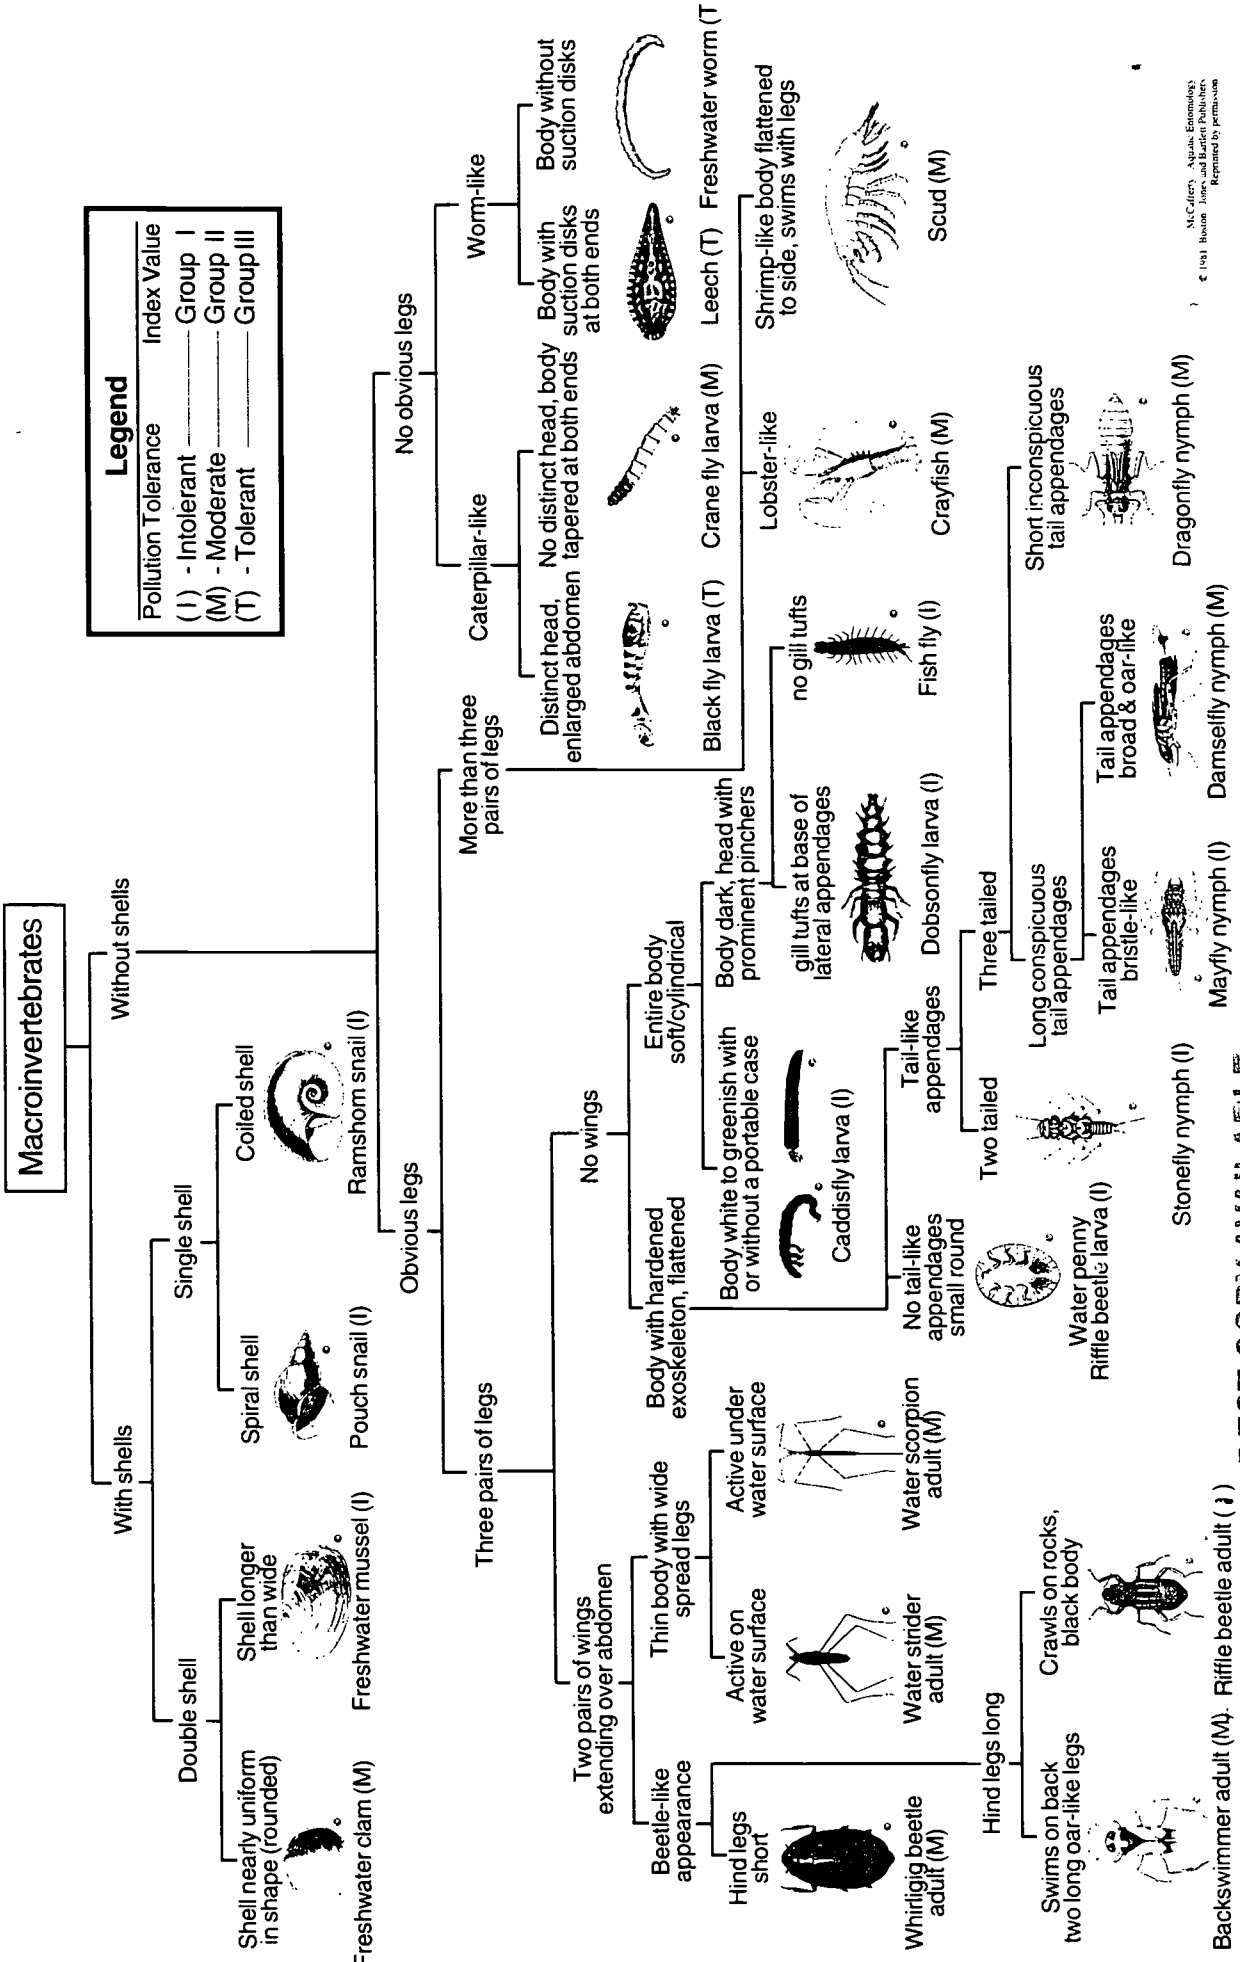 Macroinvertebrates
Legend
Pollution Tolerance Index Value
(I) - Intolerant Group I
(M) - Moderate Group II
(T) - Tolerant Group III
With shells
Without shells
Double shell
Single shell
Shell nearly uniform
in shape (rounded)
Shell longer
than wide
Spiral shell
Coiled shell
Freshwater clam (M)
Freshwater mussel (I)
Pouch snail (I)
Ramshorn snail (I)
Obvious legs
No obvious legs
Three pairs of legs
More than three
pairs of legs
Caterpillar-like
Worm-like
Distinct head,
enlarged abdomen
No distinct head, body
tapered at both ends
Body with
suction disks
at both ends
Body without
suction disks
Black fly larva (T)
Crane fly larva (M)
Leech (T)
Freshwater worm (T
Lobster-like
Shrimp-like body flattened
to side, swims with legs
Crayfish (M)
Scud (M)
Two pairs of wings
extending over abdomen
No wings
Beetle-like
appearance
Thin body with wide
spread legs
Body with hardened
exoskeleton, flattened
Entire body
soft/cylindrical
Hind legs
short
Active on
water surface
Active under
water surface
Body white to greenish with
or without a portable case
Body dark, head with
prominent pinchers
gill tufts at base of
lateral appendages
no gill tufts
Whirligig beetle
adult (M)
Water strider
adult (M)
Water scorpion
adult (M)
Caddisfly larva (I)
Dobsonfly larva (I)
Fish fly (I)
No tail-like
appendages
small round
Tail-like
appendages
Hind legs long
Two tailed
Three tailed
Swims on back
two long oar-like legs
Crawls on rocks,
black body
Water penny
Riffle beetle larva (I)
Long conspicuous
tail appendages
Short inconspicuous
tail appendages
Tail appendages
bristle-like
Tail appendages
broad & oar-like
Backswimmer adult (M)
Riffle beetle adult
Stonefly nymph (I)
Mayfly nymph (I)
Damselfly nymph (M)
Dragonfly nymph (M)
McCafferty Aquatic Entomology
© 1981 Boston Jones and Bartlett Publishers
Reprinted by permission